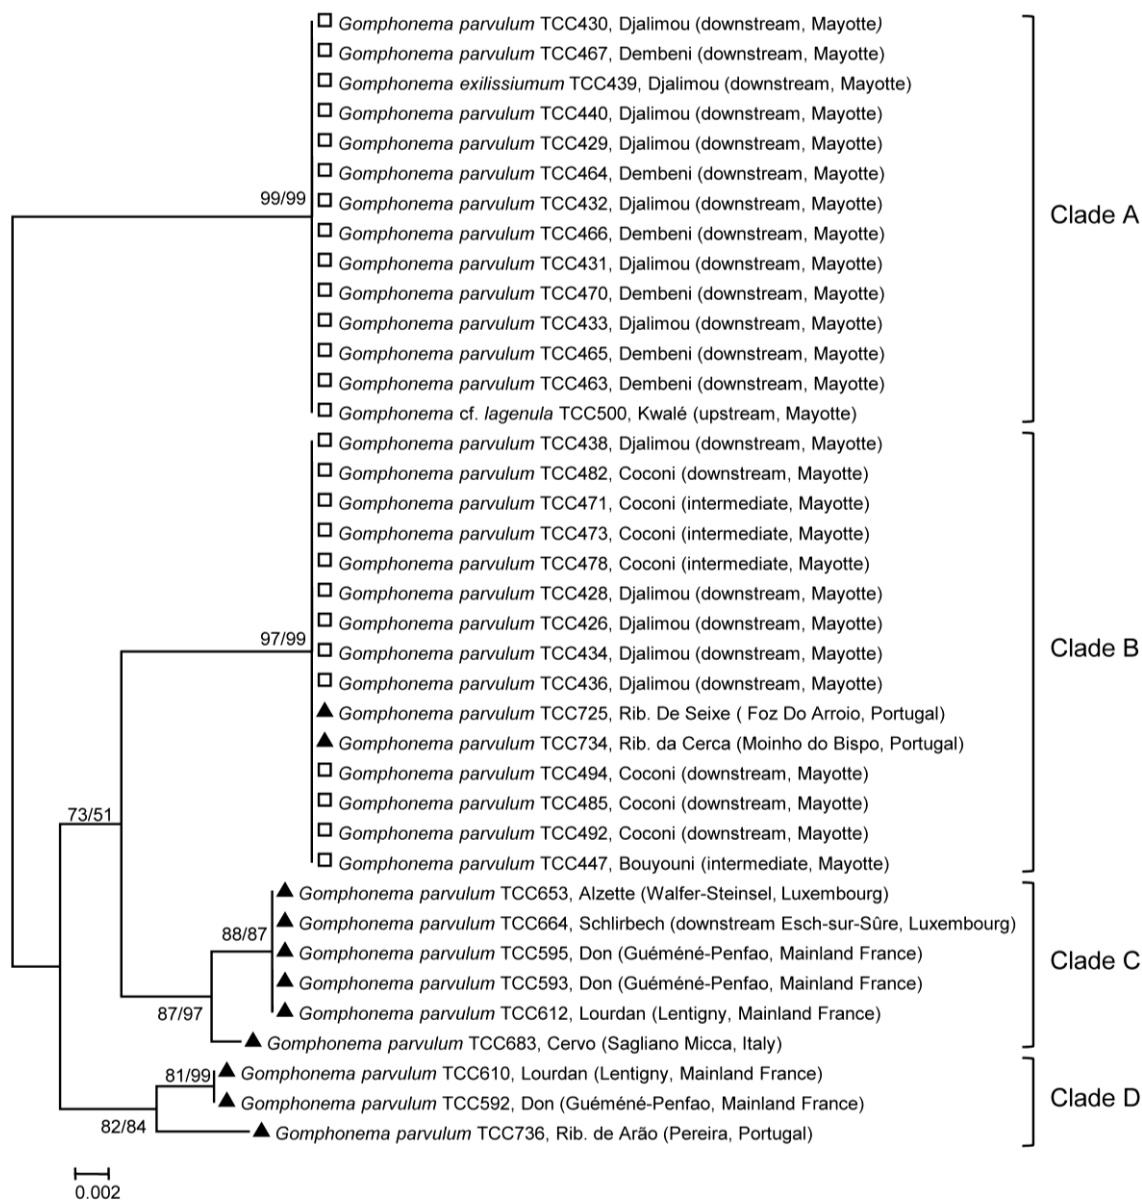 Gomphonema parvulum TCC430, Djalimou (downstream, Mayotte)
Gomphonema parvulum TCC467, Dembeni (downstream, Mayotte)
Gomphonema exilissiumum TCC439, Djalimou (downstream, Mayotte)
Gomphonema parvulum TCC440, Djalimou (downstream, Mayotte)
Gomphonema parvulum TCC429, Djalimou (downstream, Mayotte)
Gomphonema parvulum TCC464, Dembeni (downstream, Mayotte)
99/99
Gomphonema parvulum TCC432, Djalimou (downstream, Mayotte)
Clade A
Gomphonema parvulum TCC466, Dembeni (downstream, Mayotte)
Gomphonema parvulum TCC431, Djalimou (downstream, Mayotte)
Gomphonema parvulum TCC470, Dembeni (downstream, Mayotte)
Gomphonema parvulum TCC433, Djalimou (downstream, Mayotte)
Gomphonema parvulum TCC465, Dembeni (downstream, Mayotte)
Gomphonema parvulum TCC463, Dembeni (downstream, Mayotte)
Gomphonema cf. lagenula TCC500, Kwalé (upstream, Mayotte)
Gomphonema parvulum TCC438, Djalimou (downstream, Mayotte)
Gomphonema parvulum TCC482, Coconi (downstream, Mayotte)
Gomphonema parvulum TCC471, Coconi (intermediate, Mayotte)
Gomphonema parvulum TCC473, Coconi (intermediate, Mayotte)
Gomphonema parvulum TCC478, Coconi (intermediate, Mayotte)
Gomphonema parvulum TCC428, Djalimou (downstream, Mayotte)
Gomphonema parvulum TCC426, Djalimou (downstream, Mayotte)
97/99
Gomphonema parvulum TCC434, Djalimou (downstream, Mayotte)
Clade B
Gomphonema parvulum TCC436, Djalimou (downstream, Mayotte)
Gomphonema parvulum TCC725, Rib. De Seixe ( Foz Do Arroio, Portugal)
Gomphonema parvulum TCC734, Rib. da Cerca (Moinho do Bispo, Portugal)
Gomphonema parvulum TCC494, Coconi (downstream, Mayotte)
Gomphonema parvulum TCC485, Coconi (downstream, Mayotte)
73/51
Gomphonema parvulum TCC492, Coconi (downstream, Mayotte)
Gomphonema parvulum TCC447, Bouyouni (intermediate, Mayotte)
Gomphonema parvulum TCC653, Alzette (Walfer-Steinsel, Luxembourg)
Gomphonema parvulum TCC664, Schlirbech (downstream Esch-sur-Sûre, Luxembourg)
88/87
Gomphonema parvulum TCC595, Don (Guéméné-Penfao, Mainland France)
Clade C
Gomphonema parvulum TCC593, Don (Guéméné-Penfao, Mainland France)
87/97
Gomphonema parvulum TCC612, Lourdan (Lentigny, Mainland France)
Gomphonema parvulum TCC683, Cervo (Sagliano Micca, Italy)
81/99
Gomphonema parvulum TCC610, Lourdan (Lentigny, Mainland France)
Gomphonema parvulum TCC592, Don (Guéméné-Penfao, Mainland France)
Clade D
82/84
Gomphonema parvulum TCC736, Rib. de Arão (Pereira, Portugal)
0.002